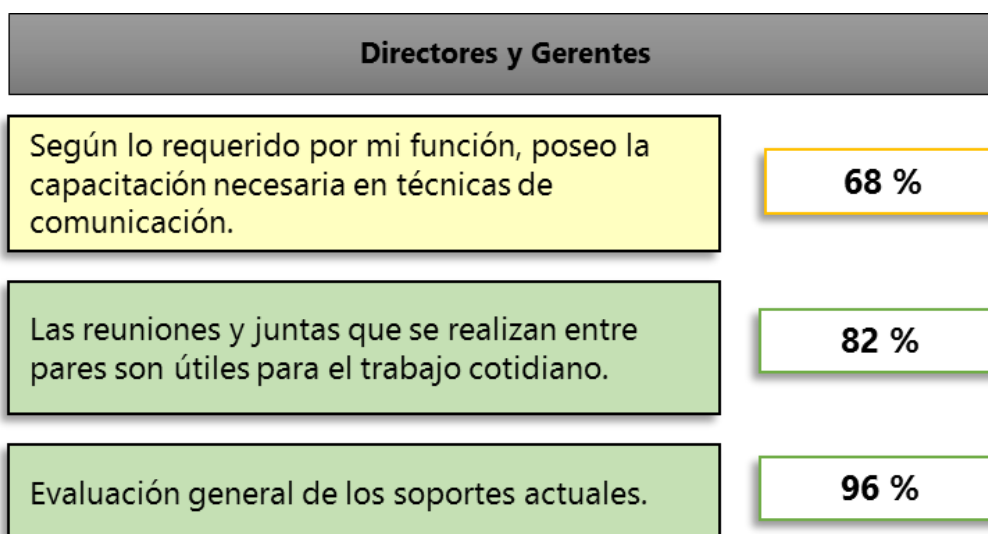 Directores y Gerentes
Según lo requerido por mi función, poseo la
capacitación necesaria en técnicas de
comunicación.
68 %
Las reuniones y juntas que se realizan entre
pares son útiles para el trabajo cotidiano.
82 %
Evaluación general de los soportes actuales.
96 %